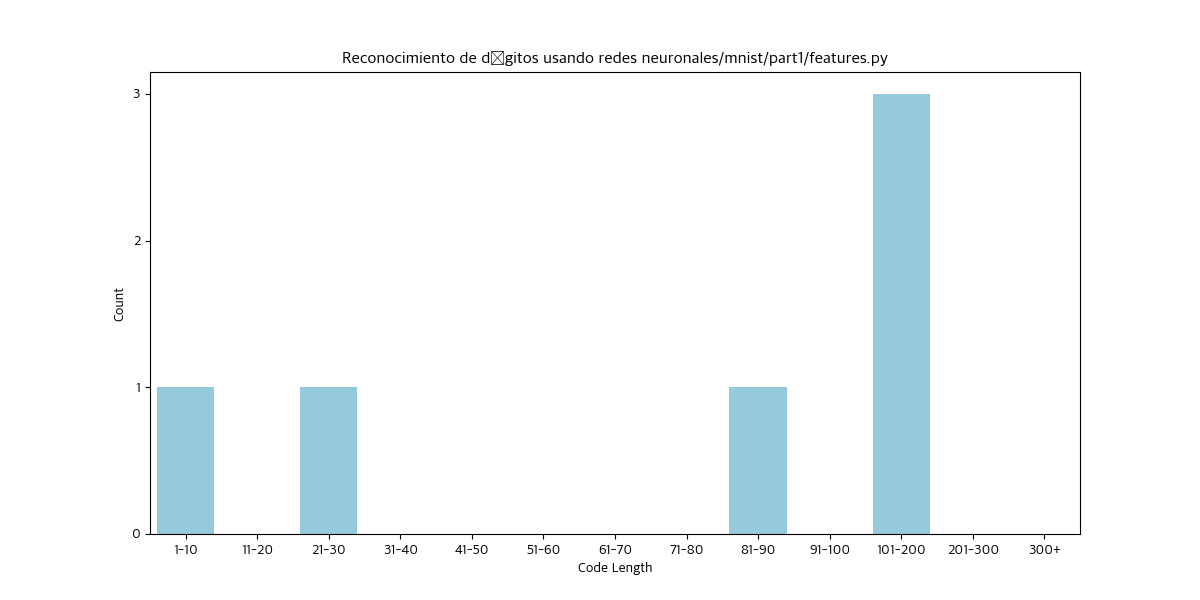 Reconocimiento de d☒gitos usando redes neuronales/mnist/part1/features.py
3
2
1
0
Count
1-10 11-20 21-30 31-40 41-50 51-60 61-70 71-80 81-90 91-100 101-200 201-300 300+
Code Length